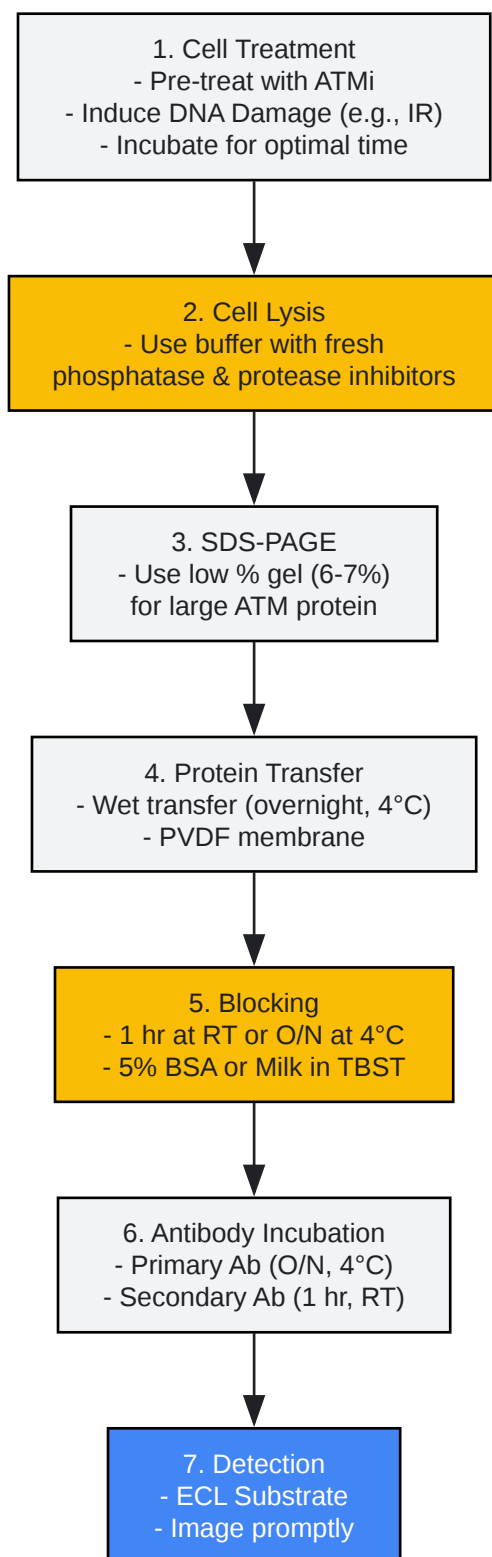 1. Cell Treatment
- Pre-treat with ATMi
- Induce DNA Damage (e.g., IR)
- Incubate for optimal time
2. Cell Lysis
- Use buffer with fresh
phosphatase & protease inhibitors
3. SDS-PAGE
- Use low % gel (6-7%)
for large ATM protein
4. Protein Transfer
- Wet transfer (overnight, 4°C)
- PVDF membrane
5. Blocking
- 1 hr at RT or O/N at 4°C
- 5% BSA or Milk in TBST
6. Antibody Incubation
- Primary Ab (O/N, 4°C)
- Secondary Ab (1 hr, RT)
7. Detection
- ECL Substrate
- Image promptly